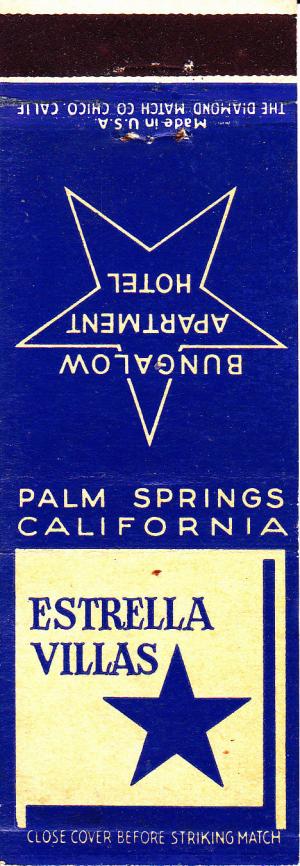 THE DIAMOND MATCH CO. CHICO, CALIF.
Made in U.S.A.
BUNGALOW
APARTMENT
HOTEL
PALM SPRINGS
CALIFORNIA
ESTRELLA
VILLAS
CLOSE COVER BEFORE STRIKING MATCH